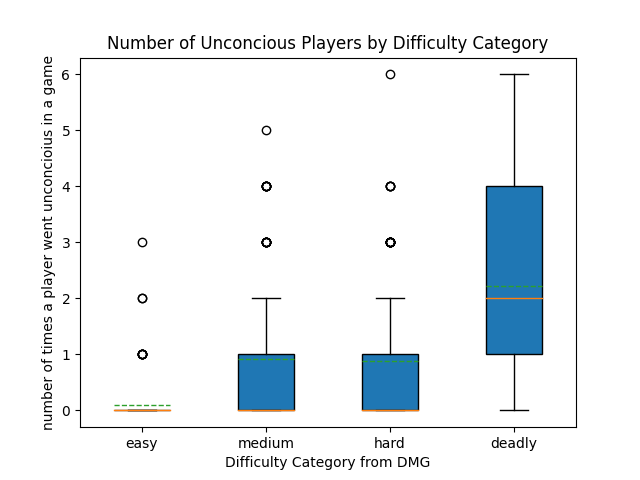 Number of Unconcious Players by Difficulty Category
number of times a player went unconcioius in a game
6
5
4
3
2
1
0
easy medium hard deadly
Difficulty Category from DMG